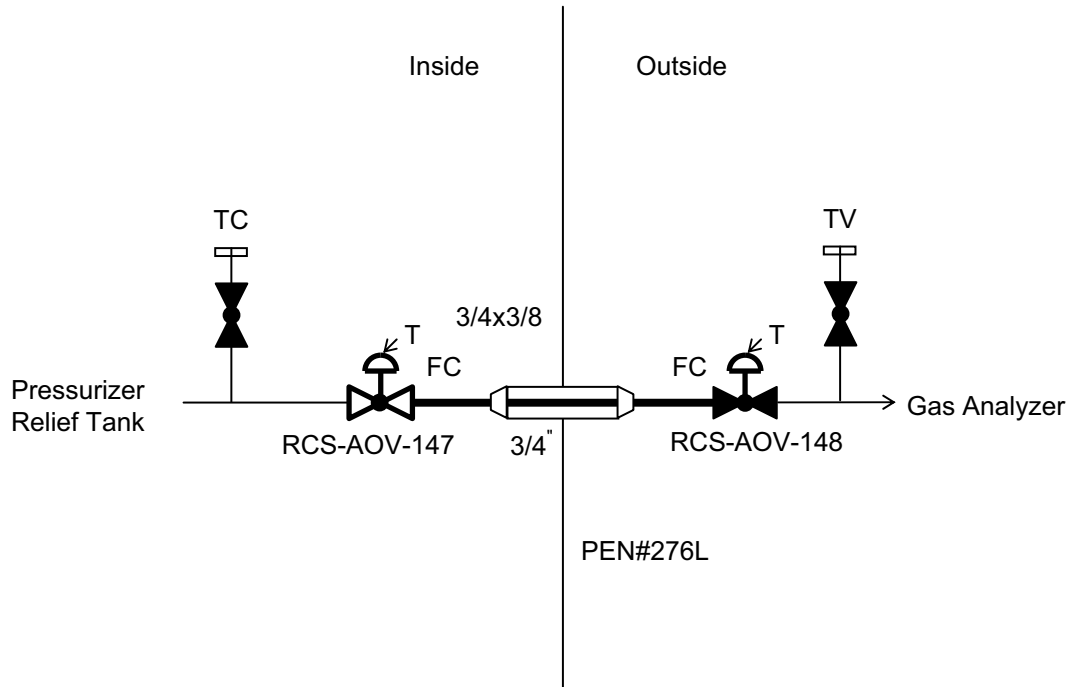 Inside
Outside
TC
TV
3/4x3/8
T
T
FC
FC
Pressurizer
Relief Tank
Gas Analyzer
RCS-AOV-147
3/4"
RCS-AOV-148
PEN#276L